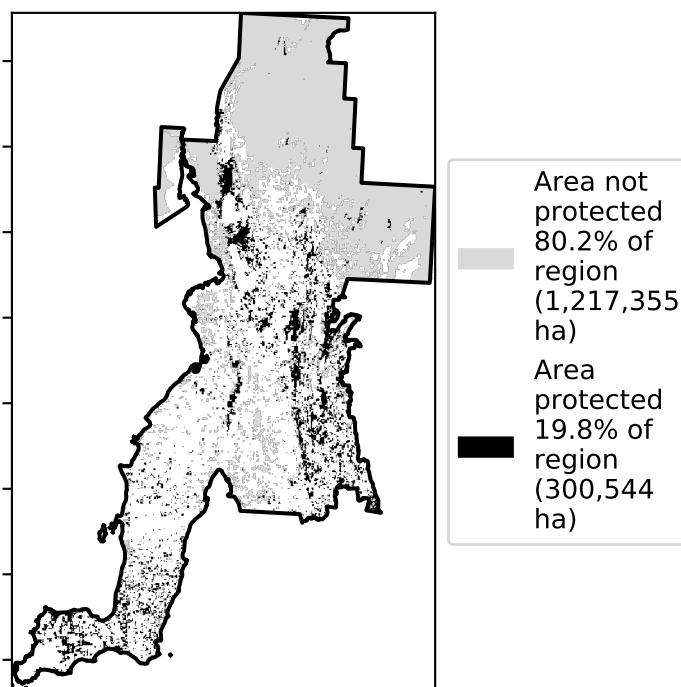 Area not
protected
80.2% of
region
(1,217,355
ha)
Area
protected
19.8% of
region
(300,544
ha)